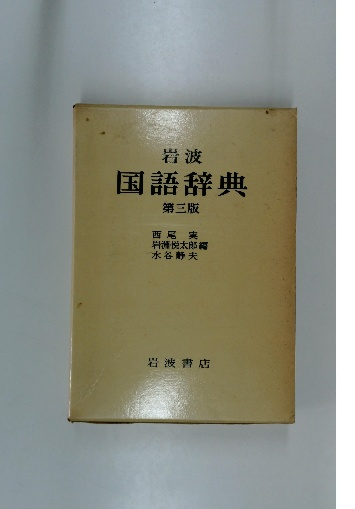 岩波
国語辞典
第三版
西尾 実
岩淵悦太郎編
水谷静夫
岩波書店